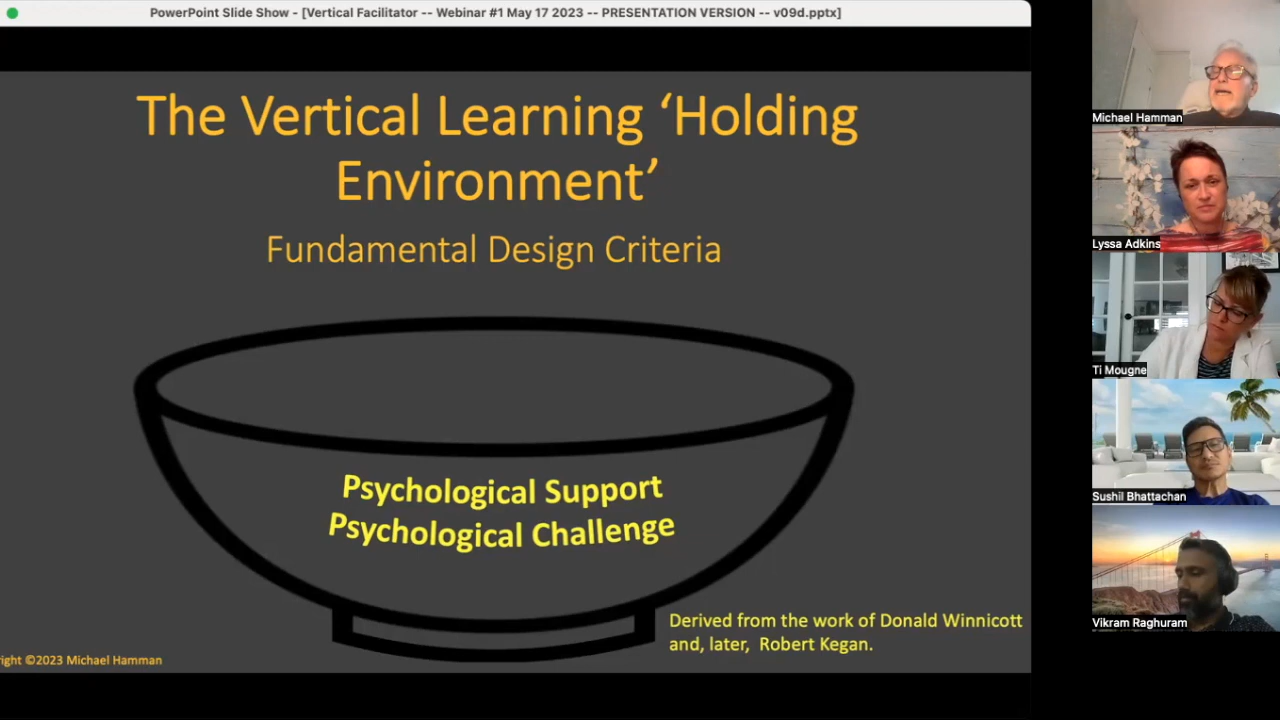 PowerPoint Slide Show - [Vertical Facilitator -- Webinar #1 May 17 2023 -- PRESENTATION VERSION -- v09d.pptx]
The Vertical Learning ‘Holding
Environment’
Fundamental Design Criteria
Psychological Support
Psychological Challenge
Derived from the work of Donald Winnicott
and, later, Robert Kegan.
right ©2023 Michael Hamman
Michael Hamman
Lyssa Adkins
Ti Mougne
Sushil Bhattachan
Vikram Raghuram